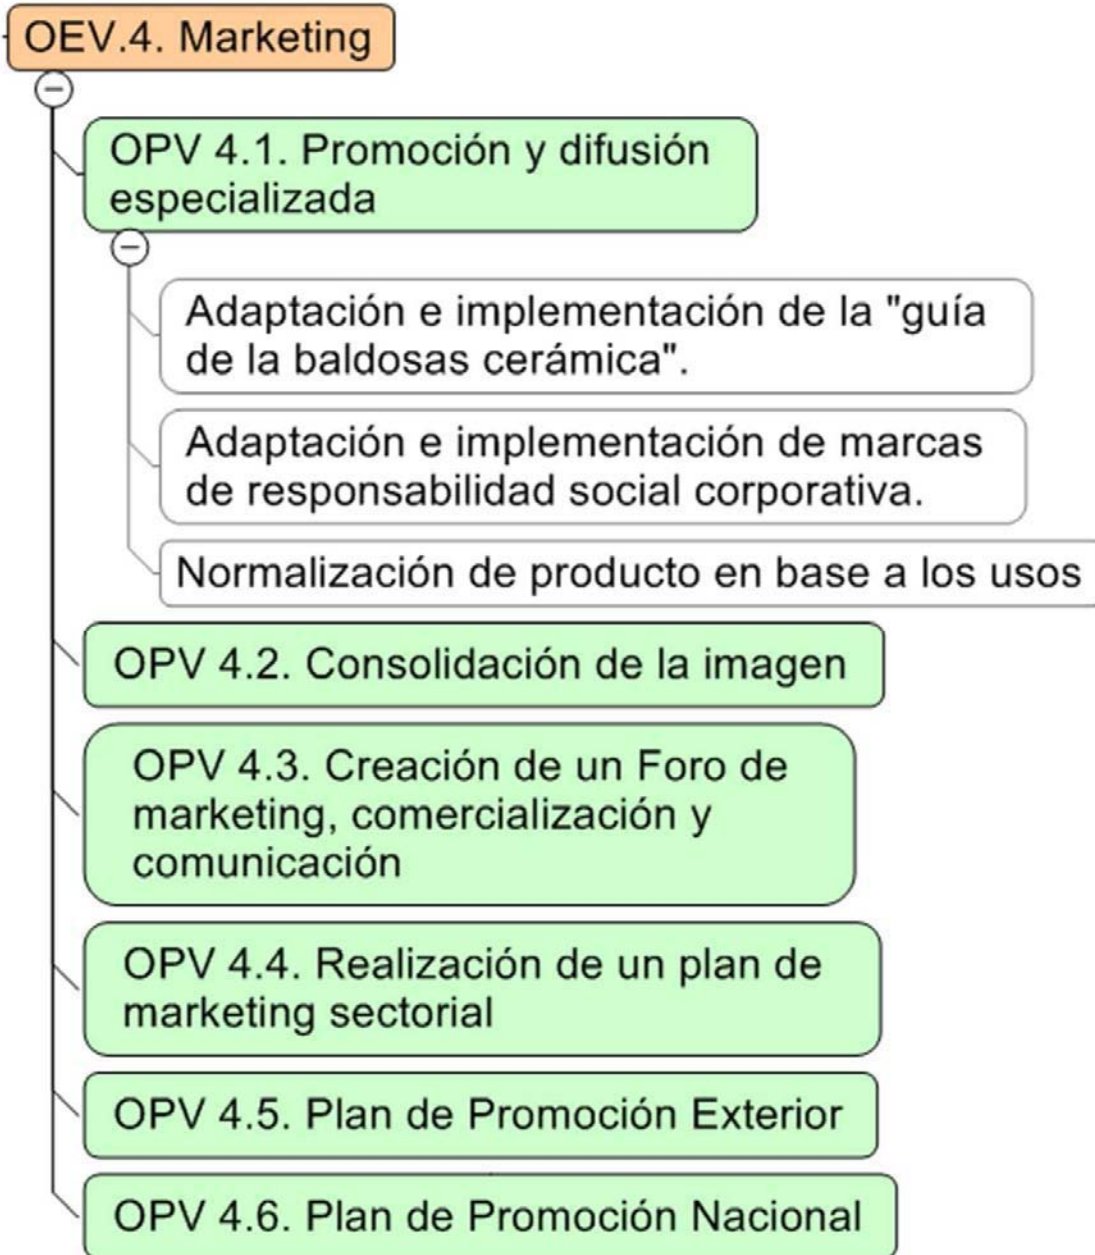 OEV.4. Marketing
OPV 4.1. Promoción y difusión
especializada
Adaptación e implementación de la "guía
de la baldosas cerámica".
Adaptación e implementación de marcas
de responsabilidad social corporativa.
Normalización de producto en base a los usos
OPV 4.2. Consolidación de la imagen
OPV 4.3. Creación de un Foro de
marketing, comercialización y
comunicación
OPV 4.4. Realización de un plan de
marketing sectorial
OPV 4.5. Plan de Promoción Exterior
OPV 4.6. Plan de Promoción Nacional